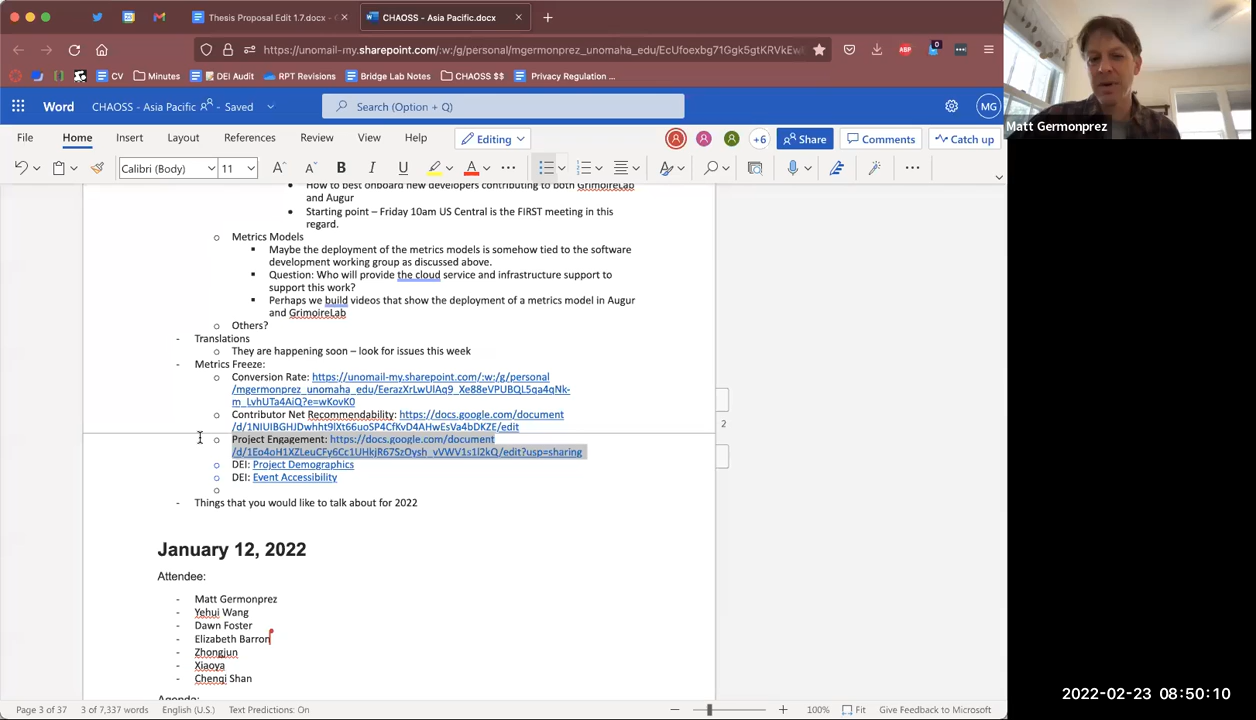 Thesis Proposal Edit 1.7.docx -
CHAOSS - Asia Pacific.docx
https://unomail-my.sharepoint.com/:w:/g/personal/mgermonprez_unomaha_edu/EcUfoexbg71Ggk5gtKRVkEw
CV
Minutes
DEI Audit
RPT Revisions
Bridge Lab Notes
CHAOSS $$
Privacy Regulation ...
Word
CHAOSS - Asia Pacific - Saved
Search (Option + Q)
MG
Matt Germonprez
File
Home
Insert
Layout
References
Review
View
Help
Editing
+6
Share
Comments
Catch up
Calibri (Body)
11
How to best onboard new developers contributing to both GrimoireLab
and Augur
Starting point – Friday 10am US Central is the FIRST meeting in this
regard.
Metrics Models
Maybe the deployment of the metrics models is somehow tied to the software
development working group as discussed above.
Question: Who will provide the cloud service and infrastructure support to
support this work?
Perhaps we build videos that show the deployment of a metrics model in Augur
and GrimoireLab
Others?
- Translations
They are happening soon – look for issues this week
- Metrics Freeze:
Conversion Rate: https://unomail-my.sharepoint.com/:w:/g/personal
/mgermonprez_unomaha_edu/EerazXrLwUlAq9_Xe88eVPUBQL5qa4qNk-
m_LvhUTa4AiQ?e=wKovK0
Contributor Net Recommendability: https://docs.google.com/document
/d/1NIUIBGHJDwhht9lXt66uoSP4CfKvD4AHwEsVa4bDKZE/edit
Project Engagement: https://docs.google.com/document
/d/1Eo4oH1XZLeuCFy6Cc1UHkjR67SzOysh_vVWV1s1l2kQ/edit?usp=sharing
DEI: Project Demographics
DEI: Event Accessibility
- Things that you would like to talk about for 2022
2
January 12, 2022
Attendee:
- Matt Germonprez
- Yehui Wang
- Dawn Foster
- Elizabeth Barron
- Zhongjun
- Xiaoya
- Chenqi Shan
Agenda:
Page 3 of 37
3 of 7,337 words
English (U.S.)
Text Predictions: On
100%
Fit
Give Feedback to Microsoft
2022-02-23 08:50:10